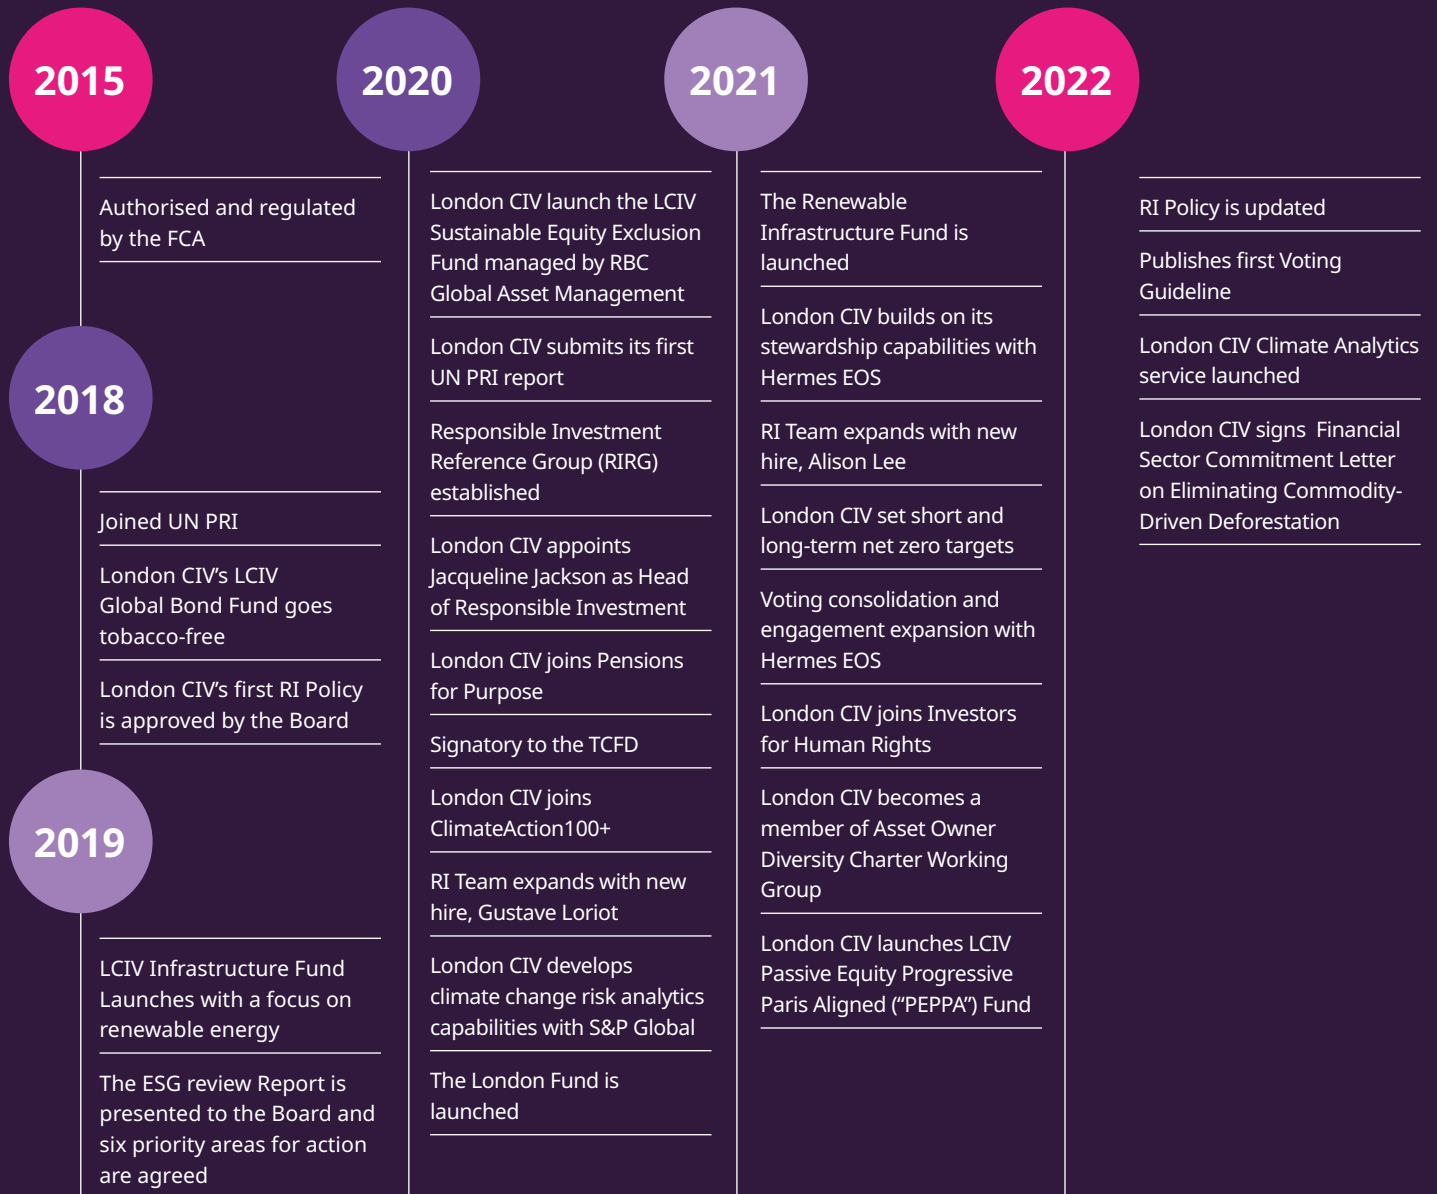 2015
Authorised and regulated
by the FCA
2018
Joined UN PRI
London CIV’s LCIV
Global Bond Fund goes
tobacco-free
London CIV’s first RI Policy
is approved by the Board
2019
LCIV Infrastructure Fund
Launches with a focus on
renewable energy
The ESG review Report is
presented to the Board and
six priority areas for action
are agreed
2020
London CIV launch the LCIV
Sustainable Equity Exclusion
Fund managed by RBC
Global Asset Management
London CIV submits its first
UN PRI report
Responsible Investment
Reference Group (RIRG)
established
London CIV appoints
Jacqueline Jackson as Head
of Responsible Investment
London CIV joins Pensions
for Purpose
Signatory to the TCFD
London CIV joins
ClimateAction100+
RI Team expands with new
hire, Gustave Loriot
London CIV develops
climate change risk analytics
capabilities with S&P Global
The London Fund is
launched
2021
The Renewable
Infrastructure Fund is
launched
London CIV builds on its
stewardship capabilities with
Hermes EOS
RI Team expands with new
hire, Alison Lee
London CIV set short and
long-term net zero targets
Voting consolidation and
engagement expansion with
Hermes EOS
London CIV joins Investors
for Human Rights
London CIV becomes a
member of Asset Owner
Diversity Charter Working
Group
London CIV launches LCIV
Passive Equity Progressive
Paris Aligned (“PEPPA”) Fund
2022
RI Policy is updated
Publishes first Voting
Guideline
London CIV Climate Analytics
service launched
London CIV signs  Financial
Sector Commitment Letter
on Eliminating Commodity-
Driven Deforestation